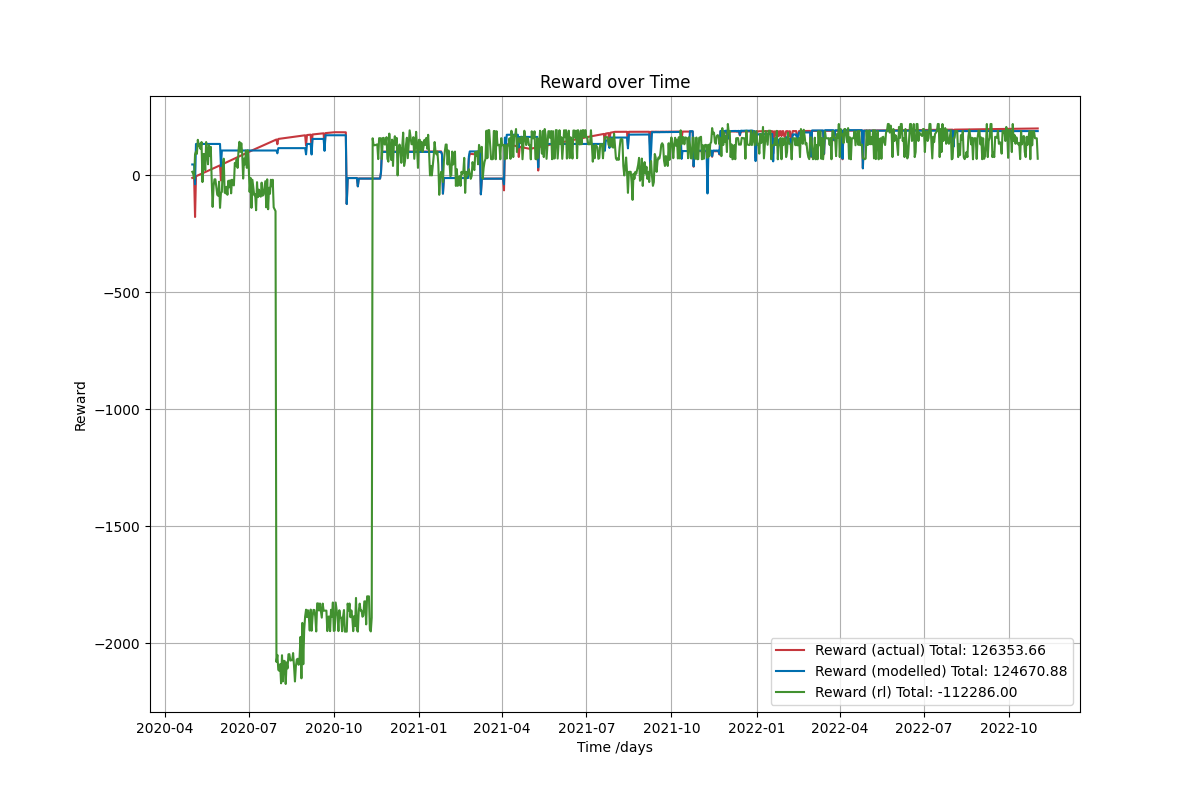 Reward over Time
Reward
0
−500
−1000
−1500
−2000
2020-04 2020-07 2020-10 2021-01 2021-04 2021-07 2021-10 2022-01 2022-04 2022-07 2022-10
Time /days
Reward (actual) Total: 126353.66
Reward (modelled) Total: 124670.88
Reward (rl) Total: -112286.00